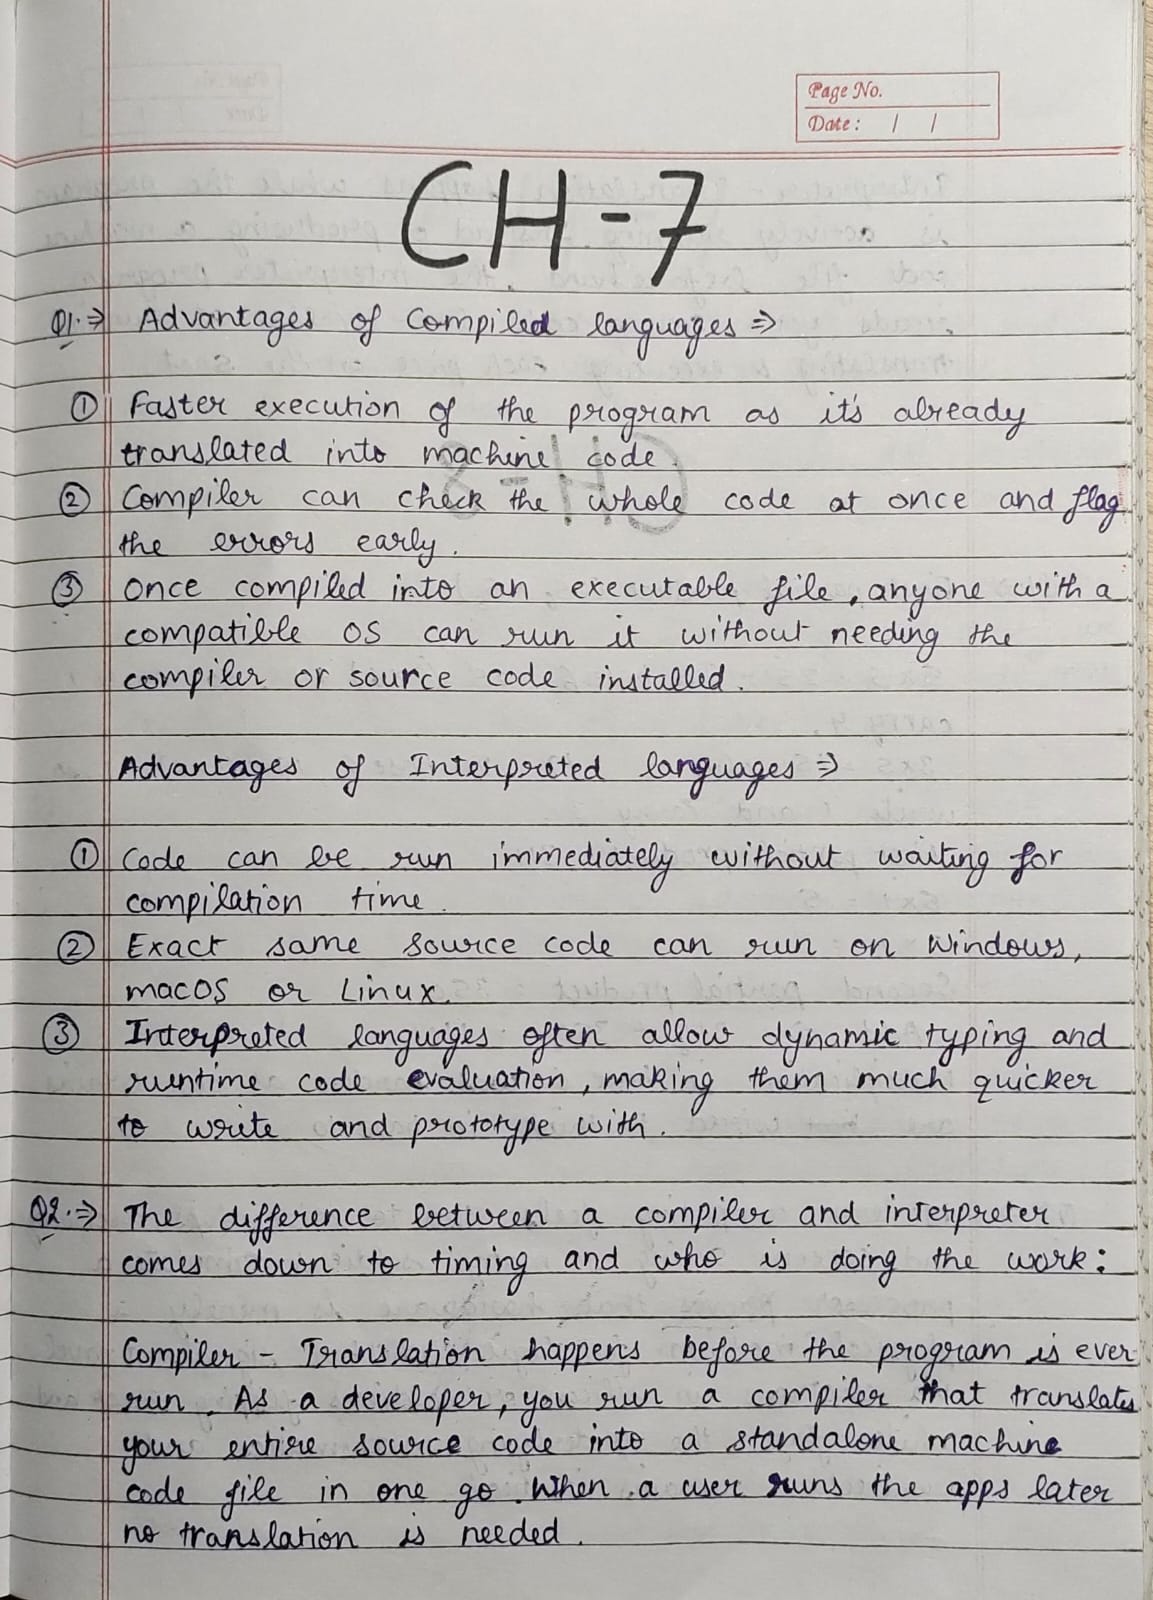 Page No.
Date: / /
CH-7
Q1.⇒ Advantages of compiled languages ⇒
① Faster execution of the program as it's already
translated into machine code.
② Compiler can check the whole code at once and flag
the errors early.
③ Once compiled into an executable file, anyone with a
compatible OS can run it without needing the
compiler or source code installed.
Advantages of Interpreted languages ⇒
① Code can be run immediately without waiting for
compilation time.
② Exact same source code can run on Windows,
macOS or Linux.
③ Interpreted languages often allow dynamic typing and
runtime code evaluation, making them much quicker
to write and prototype with.
Q2.⇒ The difference between a compiler and interpreter
comes down to timing and who is doing the work:
Compiler - Translation happens before the program is ever
run. As a developer, you run a compiler that translates
your entire source code into a standalone machine
code file in one go. When a user runs the apps later
no translation is needed.